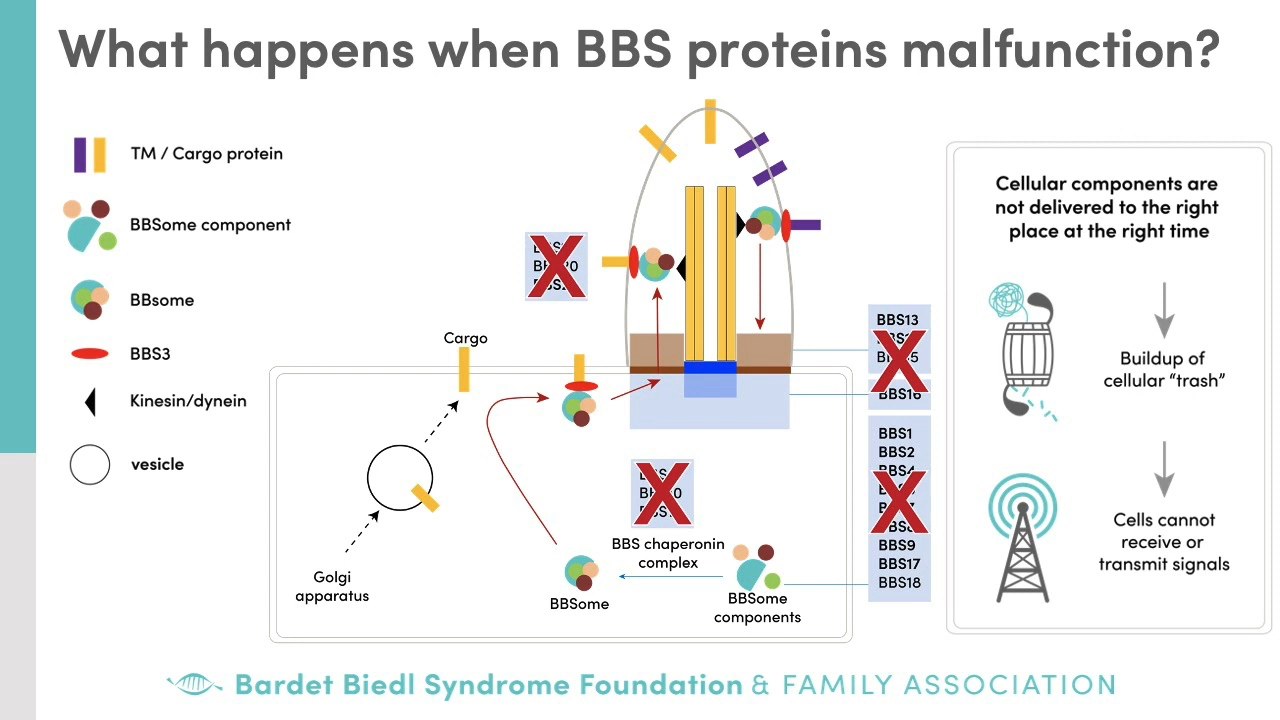 What happens when BBS proteins malfunction?
TM / Cargo protein
BBSome component
BBsome
BBS3
Kinesin/dynein
vesicle
Cargo
Golgi
apparatus
BBSome
BBS chaperonin
complex
BBSome
components
BBS13
BBS16
BBS1
BBS2
BBS4
BBS9
BBS17
BBS18
Cellular components are
not delivered to the right
place at the right time
Buildup of
cellular “trash”
Cells cannot
receive or
transmit signals
Bardet Biedl Syndrome Foundation & FAMILY ASSOCIATION